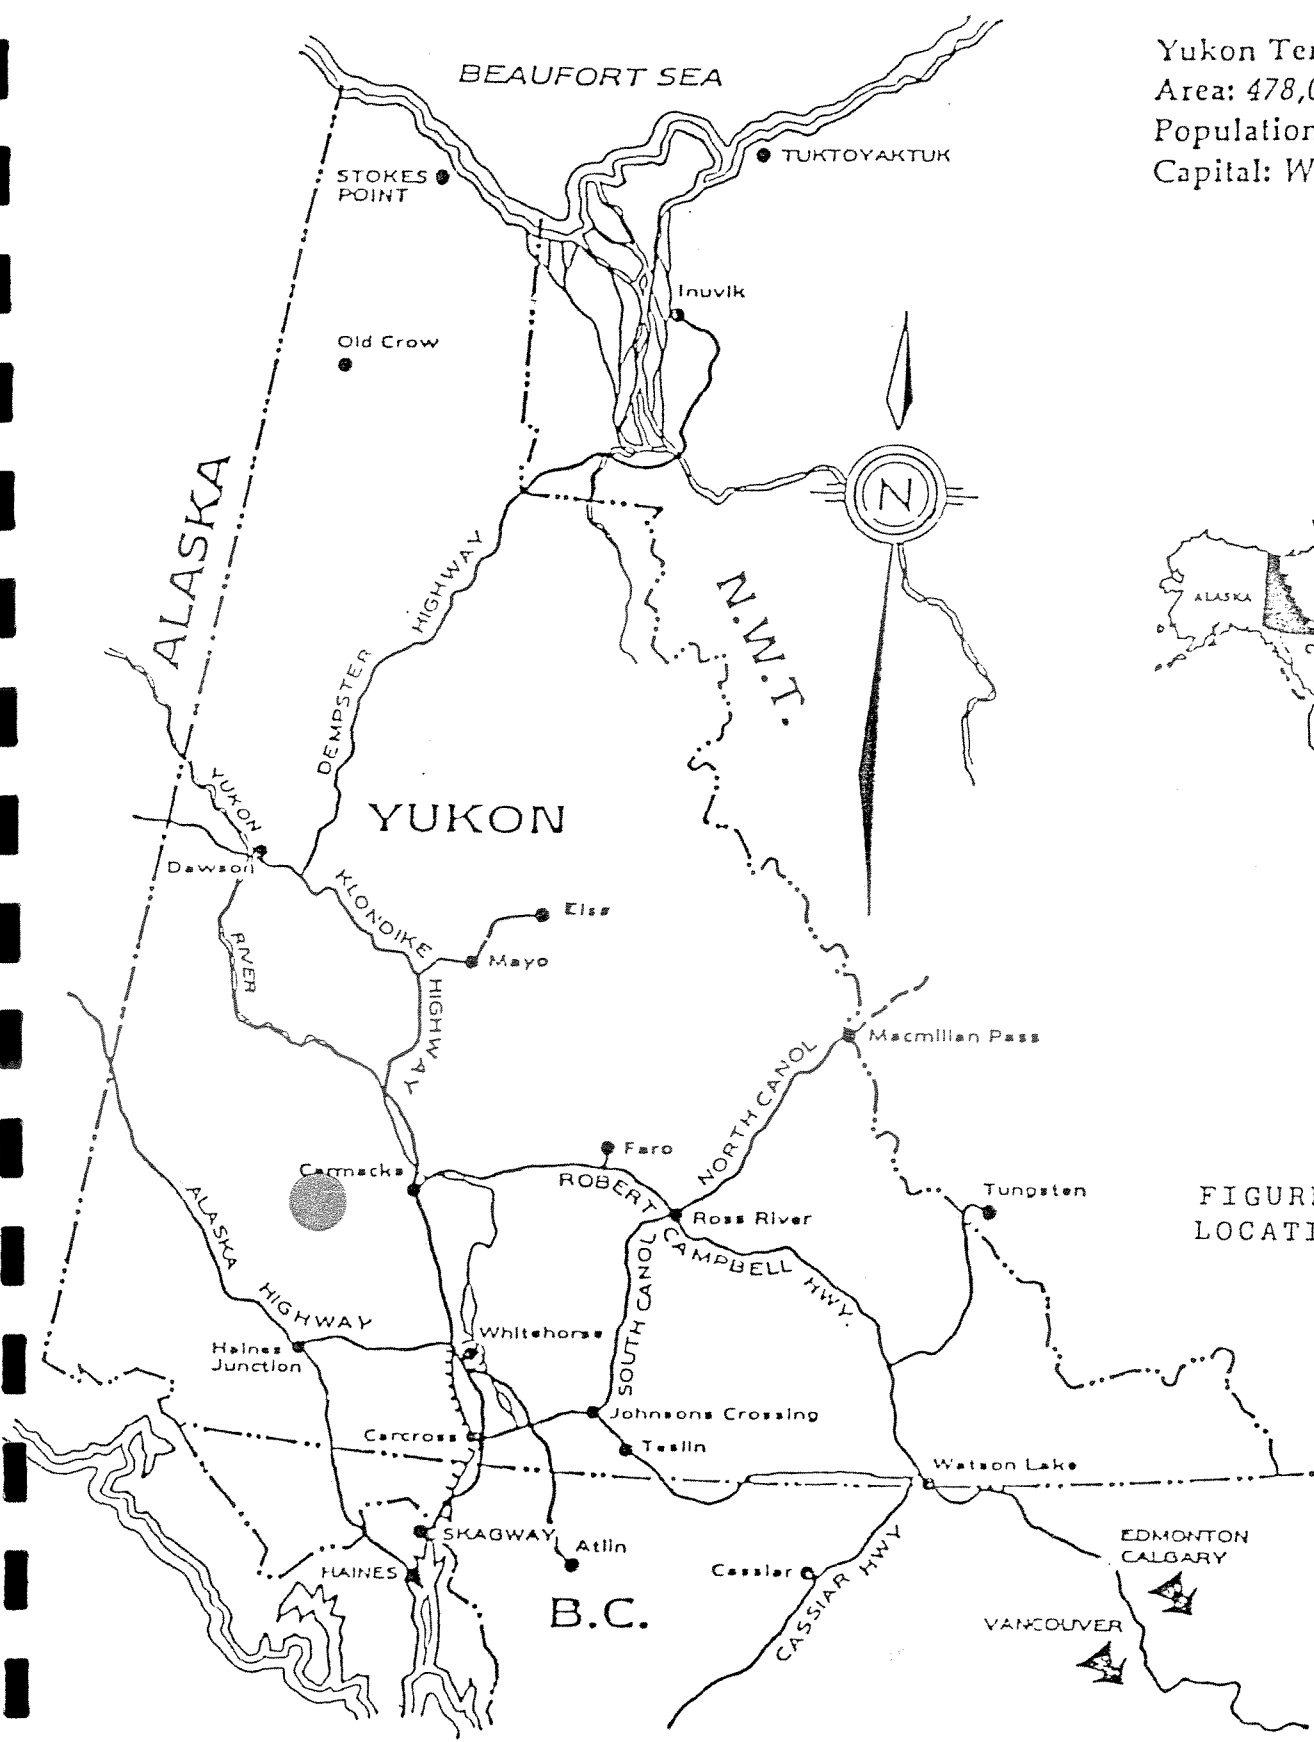 BEAUFORT SEA
Yukon
Area: 478,
Population
Capital: W
TUKTOYAKTUK
STOKES
POINT
Inuvik
Old Crow
ALASKA
N
DEMPSTER HIGHWAY
N.W.T.
ALASKA
YUKON
YUKON RIVER
Dawson
KLONDIKE HIGHWAY
Elsa
Mayo
Macmillan Pass
NORTH CANOL
Faro
Carmacks
ROBERT CAMPBELL HWY.
Ross River
Tungsten
FIGURE
LOCATI
ALASKA HIGHWAY
SOUTH CANOL
Whitehorse
Haines
Junction
Johnsons Crossing
Carcross
Teslin
Watson Lake
SKAGWAY
Atlin
HAINES
Cassiar
CASSIAR HWY
EDMONTON
CALGARY
B.C.
VANCOUVER